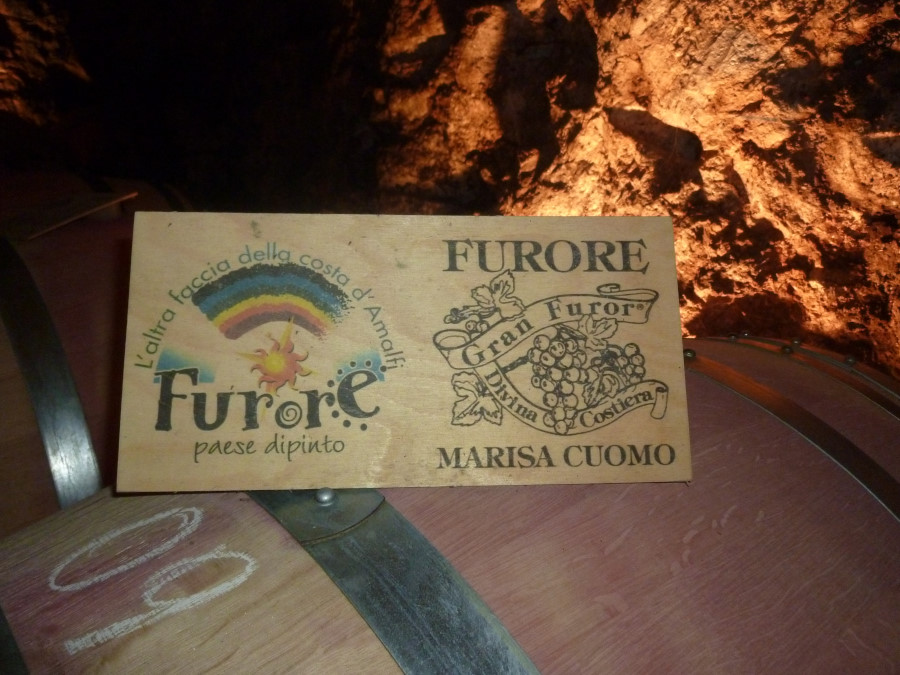 L'altra faccia della costa d'Amalfi
Furore
paese dipinto
FURORE
Gran Furor
Divina Costiera
MARISA CUOMO